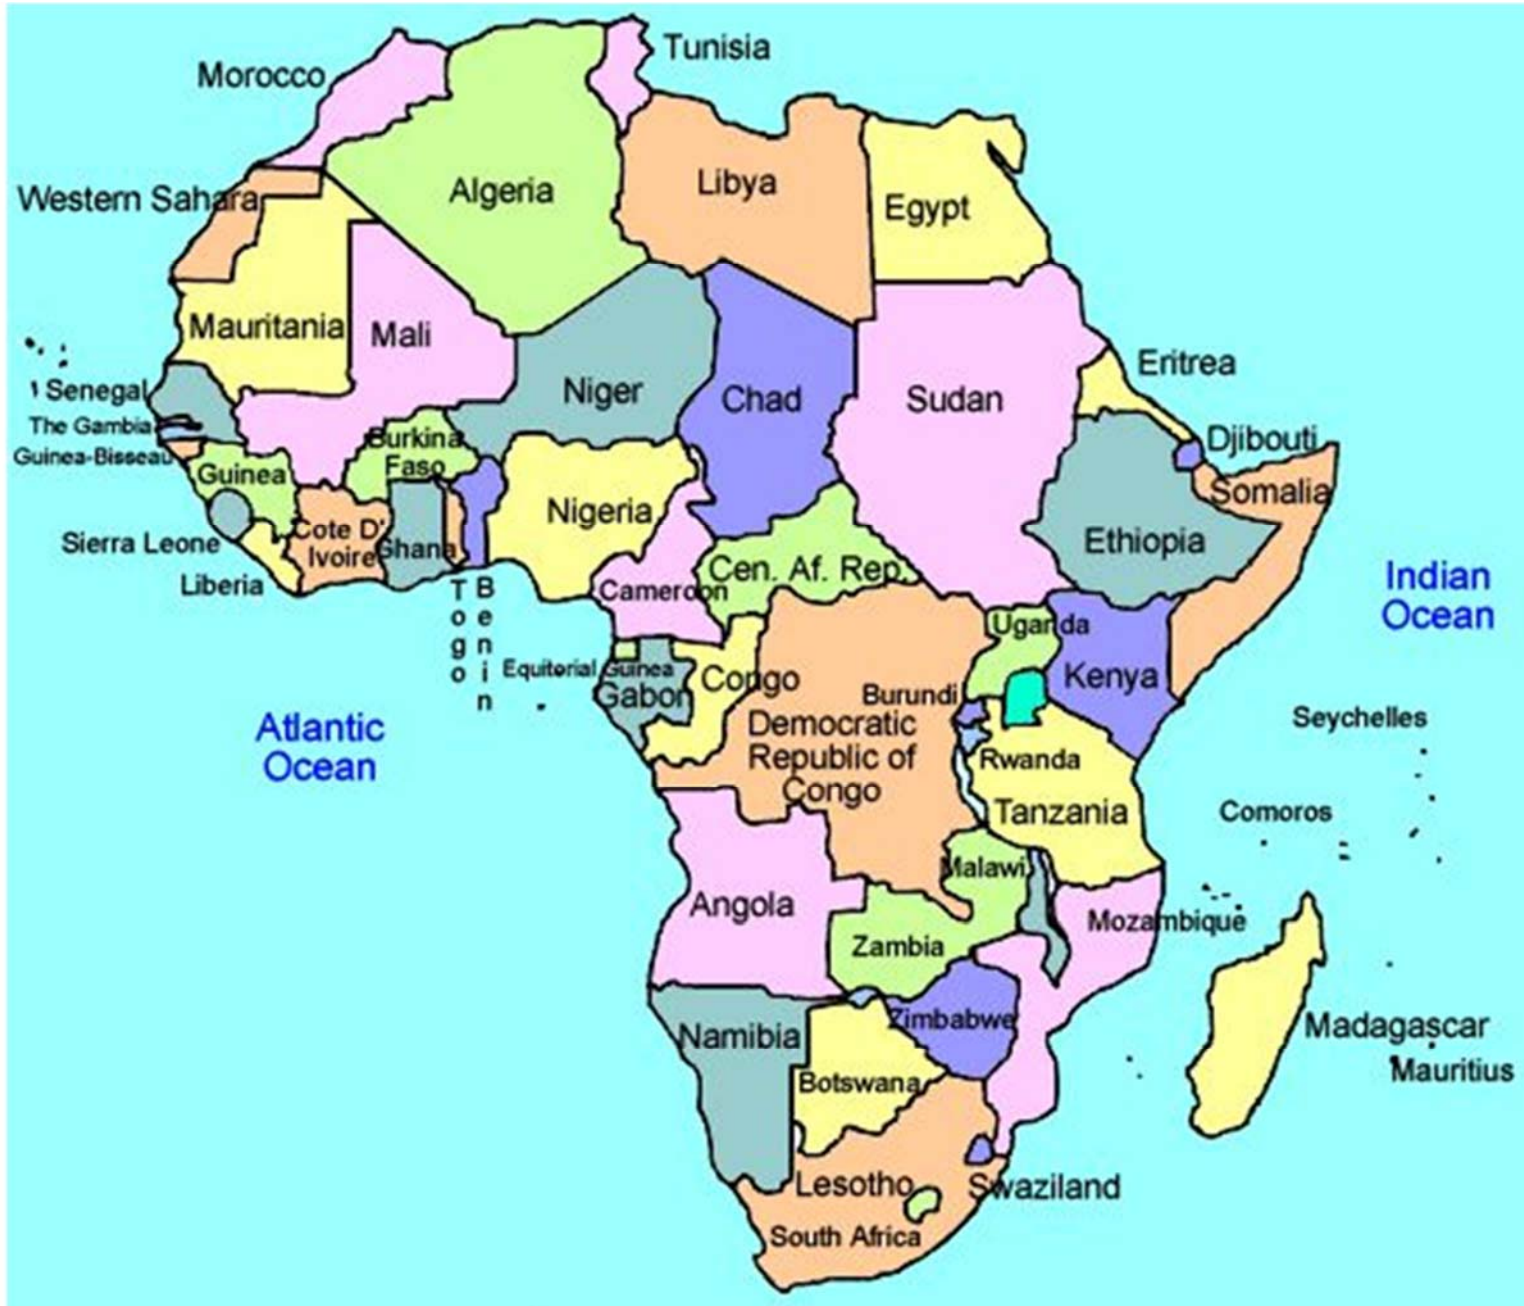 Tunisia
Morocco
Algeria
Libya
Egypt
Western Sahara
Mauritania
Mali
Niger
Chad
Sudan
Eritrea
Senegal
The Gambia
Guinea-Bisseau
Burkina
Faso
Djibouti
Guinea
Somalia
Nigeria
Cote D'
Ivoire
Ghana
Ethiopia
Sierra Leone
Liberia
Cen. Af. Rep.
Cameroon
Togo
Benin
Indian
Ocean
Uganda
Kenya
Equitorial Guinea
Gabon
Congo
Burundi
Democratic
Republic of
Congo
Rwanda
Seychelles
Atlantic
Ocean
Tanzania
Comoros
Malawi
Angola
Mozambique
Zambia
Zimbabwe
Namibia
Madagascar
Mauritius
Botswana
Lesotho
Swaziland
South Africa